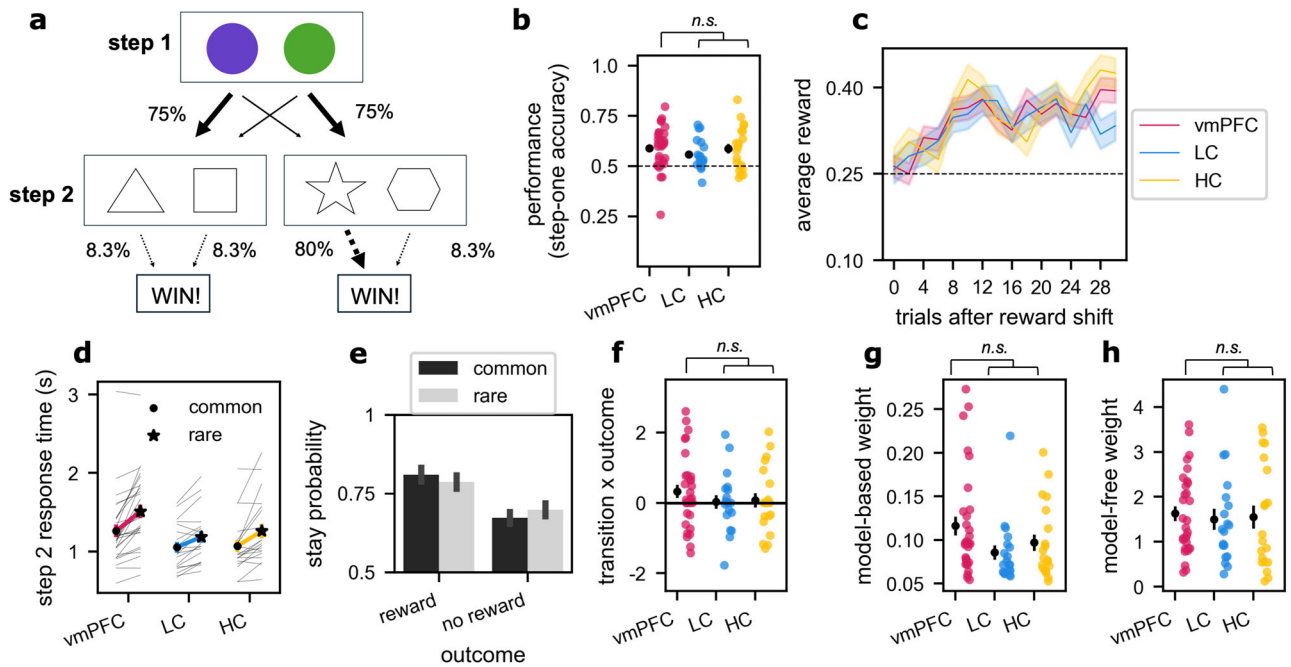 a
step 1
75%
75%
step 2
8.3%
8.3%
80%
8.3%
WIN!
WIN!
b
n.s.
performance
(step-one accuracy)
1.0
0.75
0.5
0.25
vmPFC
LC
HC
c
average reward
0.40
0.25
0.10
0
4
8
12
16
20
24
28
trials after reward shift
vmPFC
LC
HC
d
step 2 response time (s)
3
2
1
common
rare
vmPFC
LC
HC
e
common
rare
stay probability
1
0.75
0.5
reward
no reward
outcome
f
n.s.
transition x outcome
2
0
-2
vmPFC
LC
HC
g
n.s.
model-based weight
0.25
0.20
0.15
0.10
0.05
vmPFC
LC
HC
h
n.s.
model-free weight
4
3
2
1
0
vmPFC
LC
HC